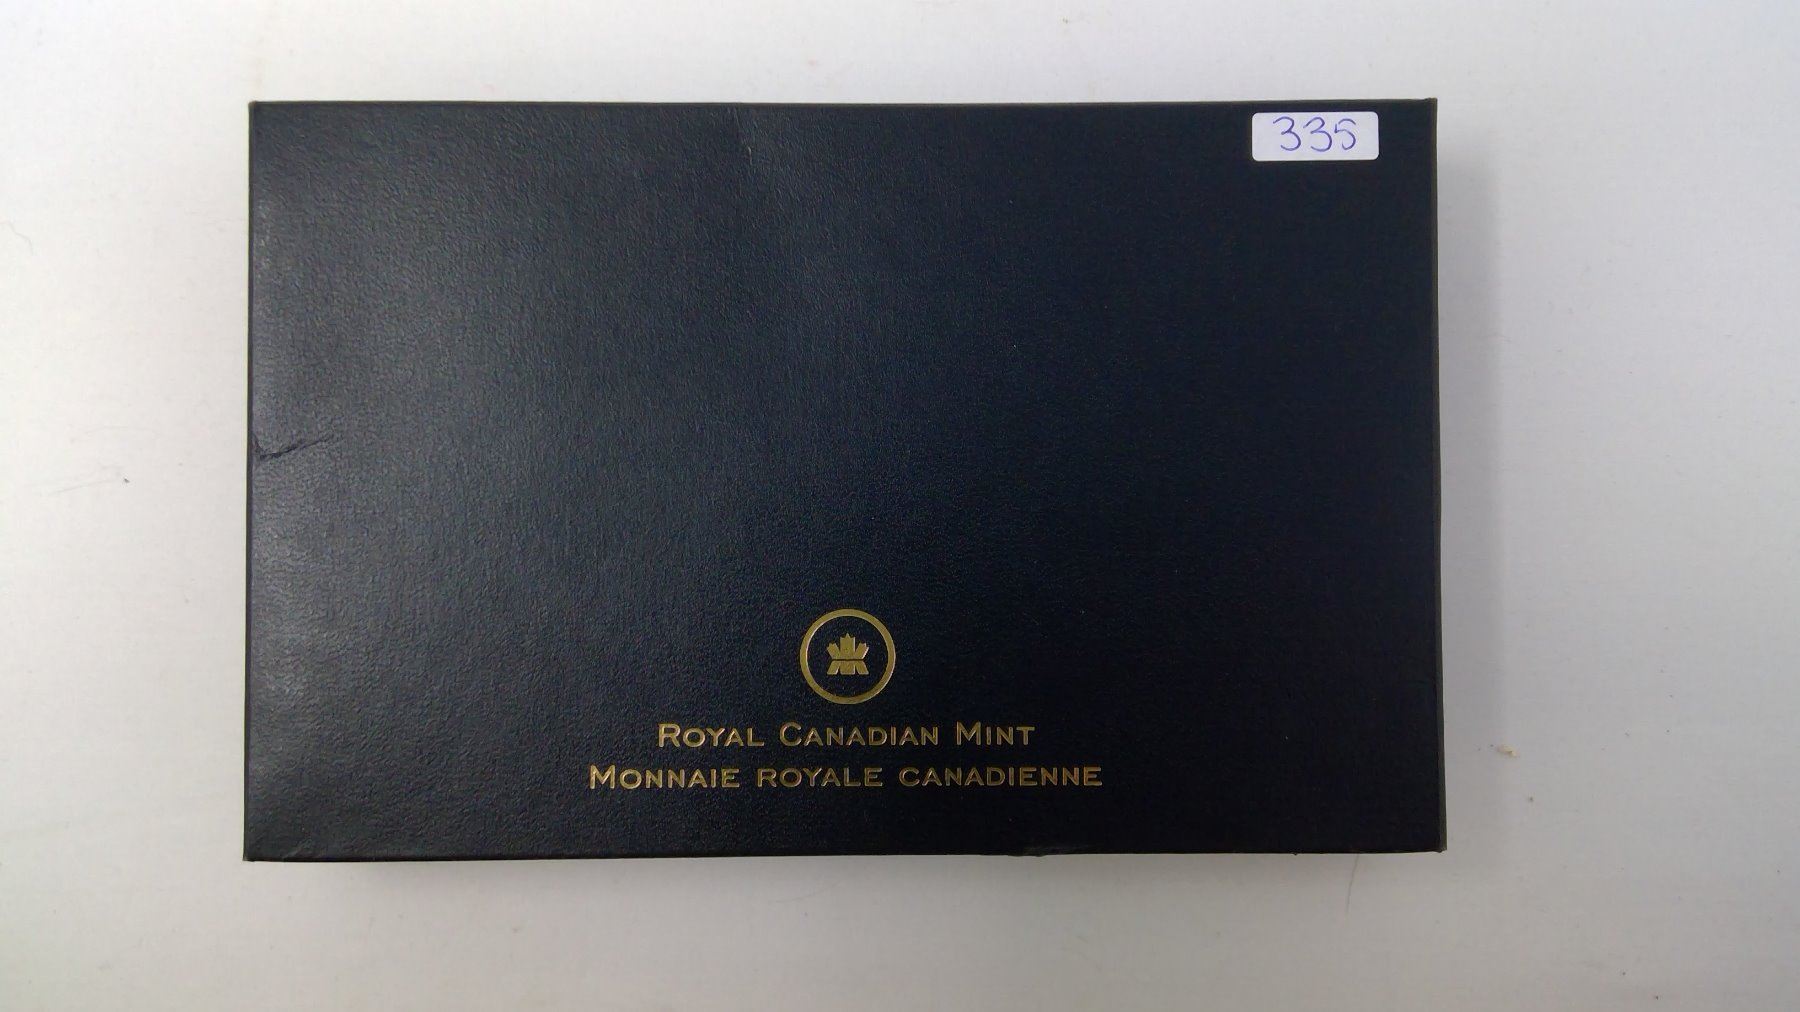 335
ROYAL CANADIAN MINT
MONNAIE ROYALE CANADIENNE